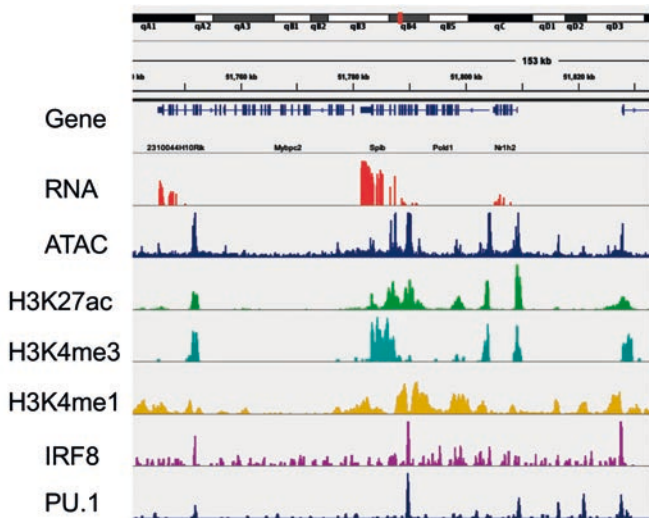 qA1 qA2 qA3 qB1 qB2 qB3 qB4 qB5 qC qD1 qD2 qD3
153 kb
kb 51,760 kb 51,780 kb 51,800 kb 51,820 kb
Gene
2310044H10Rik Mybpc2 Spib Pold1 Nr1h2
RNA
ATAC
H3K27ac
H3K4me3
H3K4me1
IRF8
PU.1